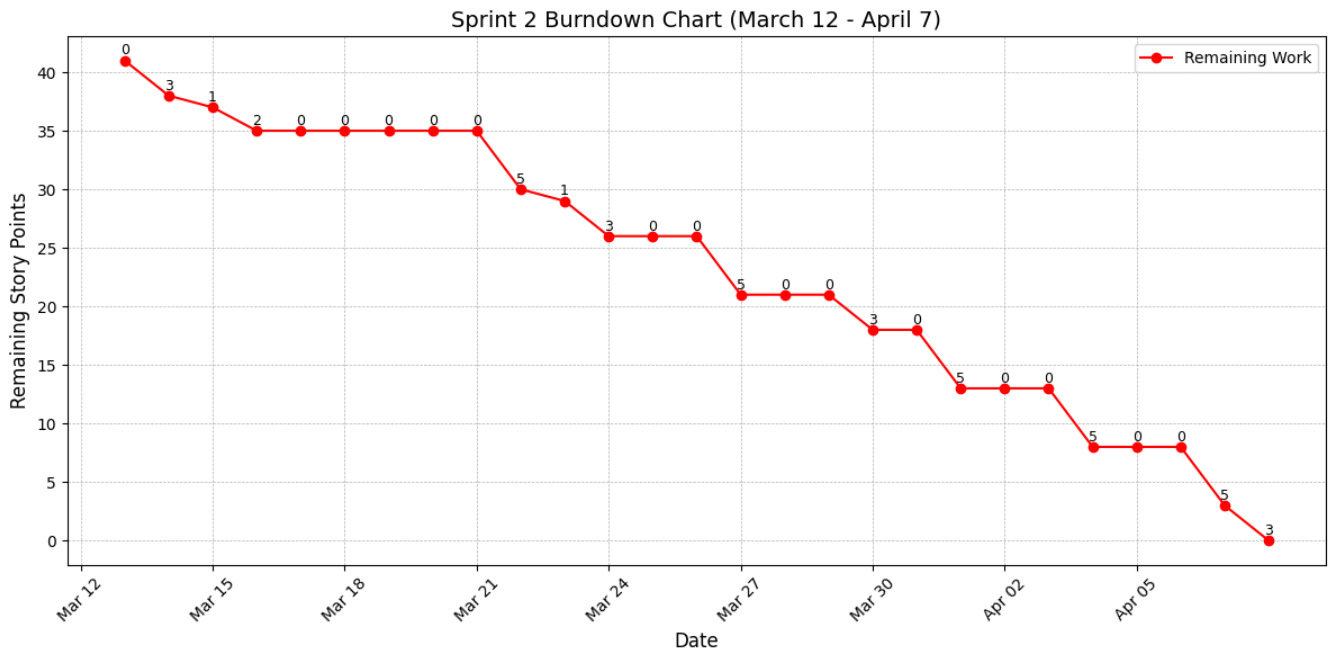 Sprint 2 Burndown Chart (March 12 - April 7)
Remaining Work
Remaining Story Points
40
35
30
25
20
15
10
5
0
0
3
1
2
0
0
0
0
0
5
1
3
0
0
5
0
0
3
0
5
0
0
5
0
0
5
3
Mar 12
Mar 15
Mar 18
Mar 21
Mar 24
Mar 27
Mar 30
Apr 02
Apr 05
Date